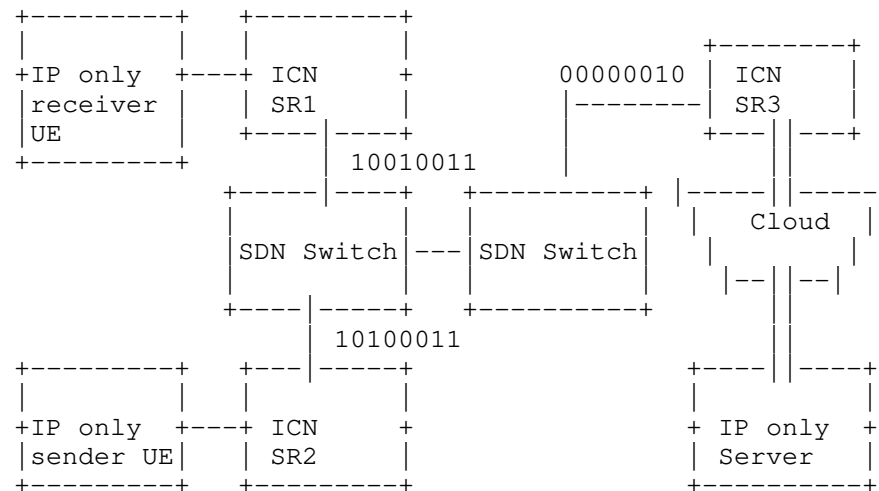 IP only ICN 00000010 ICN
receiver SR1 SR3
UE
10010011
Cloud
SDN Switch SDN Switch
10100011
IP only ICN IP only
sender UE SR2 Server